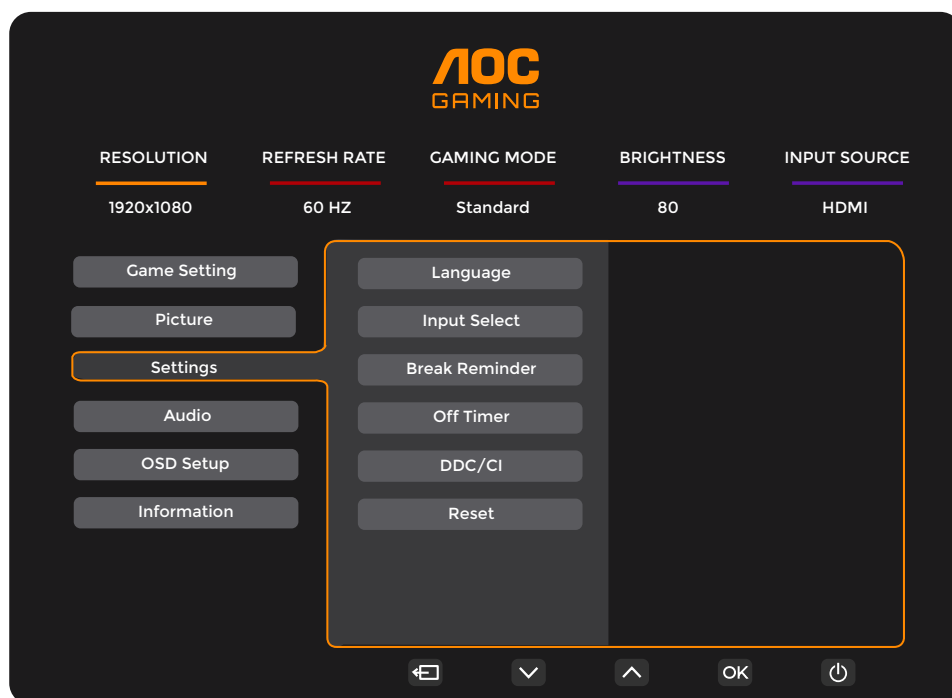 AOC
GAMING
RESOLUTION REFRESH RATE GAMING MODE BRIGHTNESS INPUT SOURCE
1920x1080 60 HZ Standard 80 HDMI
Game Setting Language
Picture Input Select
Settings Break Reminder
Audio Off Timer
OSD Setup DDC/CI
Information Reset
OK